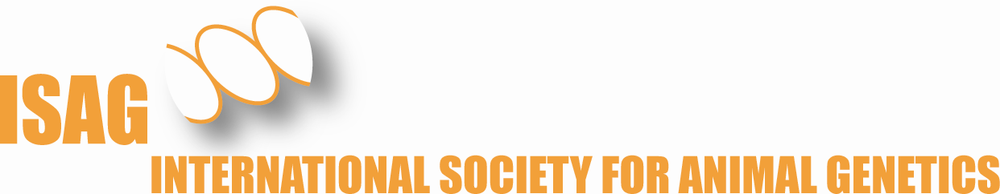 ISAG
INTERNATIONAL SOCIETY FOR ANIMAL GENETICS